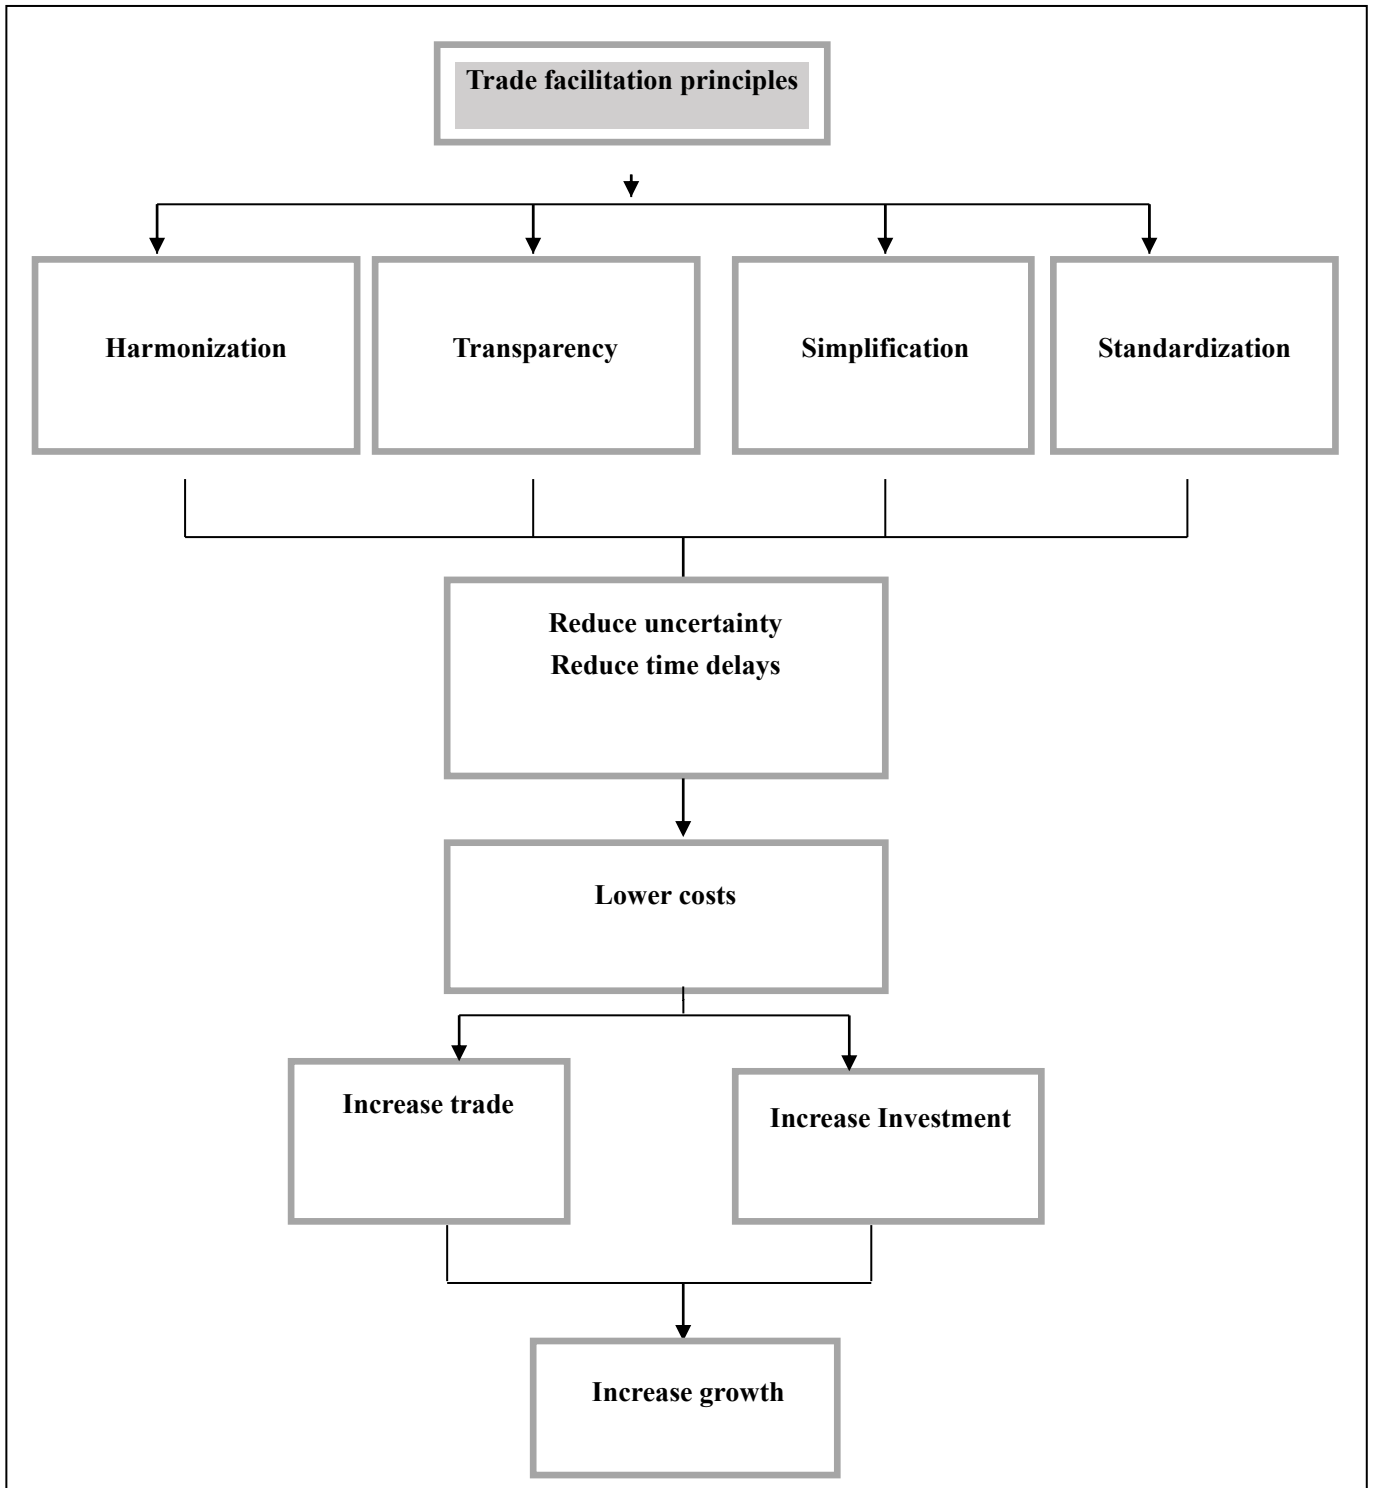 Trade facilitation principles
Harmonization
Transparency
Simplification
Standardization
Reduce uncertainty
Reduce time delays
Lower costs
Increase trade
Increase Investment
Increase growth